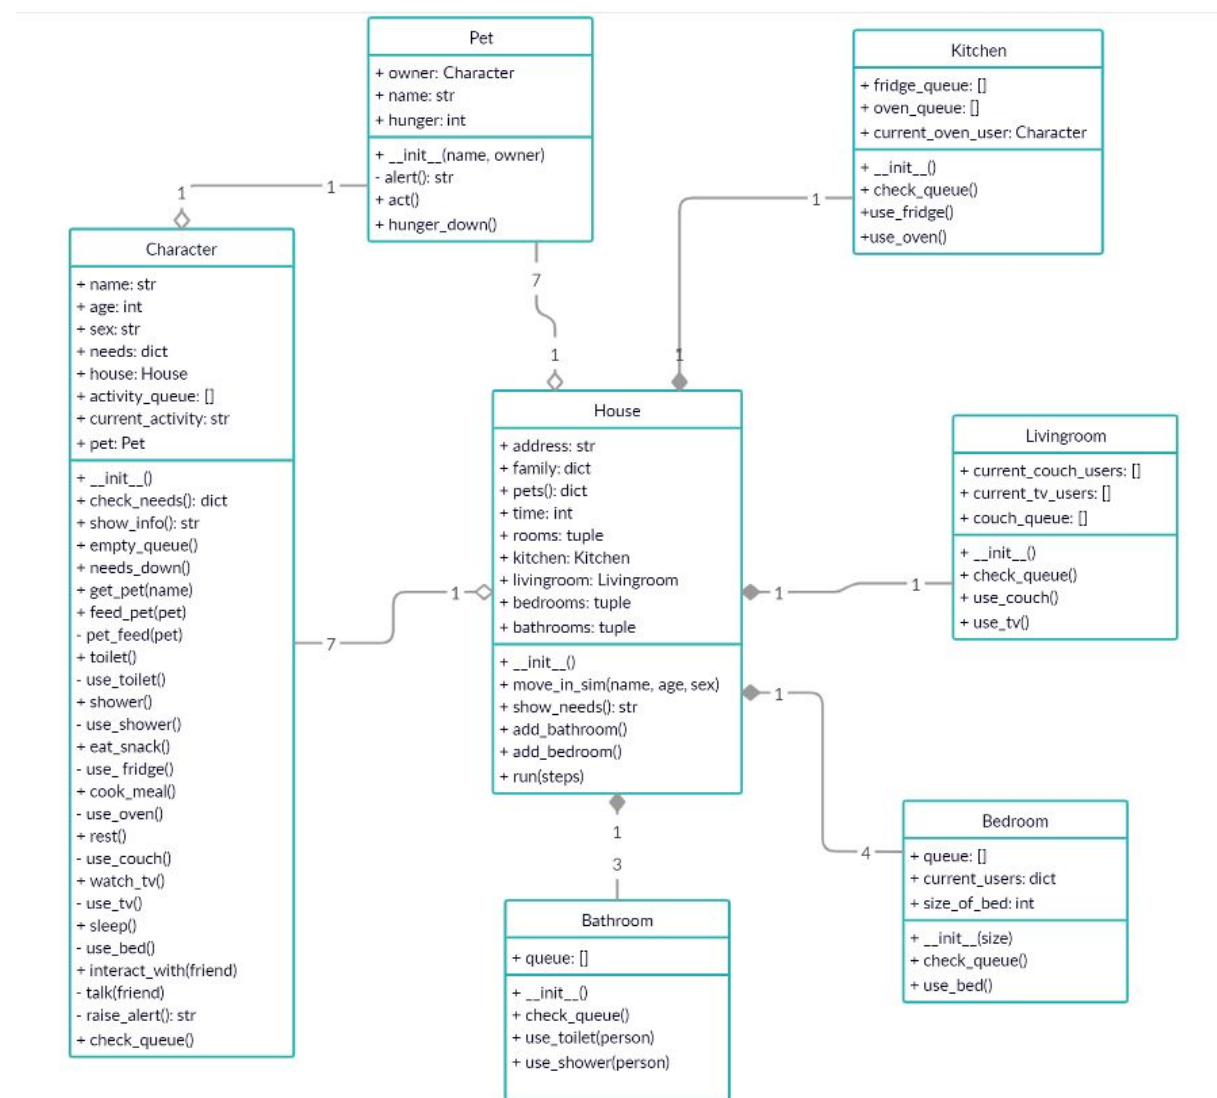 Pet
+ owner: Character
+ name: str
+ hunger: int
+ __init__(name, owner)
- alert(): str
+ act()
+ hunger_down()
Kitchen
+ fridge_queue: []
+ oven_queue: []
+ current_oven_user: Character
+ __init__()
+ check_queue()
+use_fridge()
+use_oven()
1
1
7
1
1
1
Character
+ name: str
+ age: int
+ sex: str
+ needs: dict
+ house: House
+ activity_queue: []
+ current_activity: str
+ pet: Pet
+ __init__()
+ check_needs(): dict
+ show_info(): str
+ empty_queue()
+ needs_down()
+ get_pet(name)
+ feed_pet(pet)
- pet_feed(pet)
+ toilet()
- use_toilet()
+ shower()
- use_shower()
+ eat_snack()
- use_ fridge()
+ cook_meal()
- use_oven()
+ rest()
- use_couch()
+ watch_tv()
- use_tv()
+ sleep()
- use_bed()
+ interact_with(friend)
- talk(friend)
- raise_alert(): str
+ check_queue()
7
1
House
+ address: str
+ family: dict
+ pets(): dict
+ time: int
+ rooms: tuple
+ kitchen: Kitchen
+ livingroom: Livingroom
+ bedrooms: tuple
+ bathrooms: tuple
+ __init__()
+ move_in_sim(name, age, sex)
+ show_needs(): str
+ add_bathroom()
+ add_bedroom()
+ run(steps)
1
1
Livingroom
+ current_couch_users: []
+ current_tv_users: []
+ couch_queue: []
+ __init__()
+ check_queue()
+ use_couch()
+ use_tv()
1
4
Bedroom
+ queue: []
+ current_users: dict
+ size_of_bed: int
+ __init__(size)
+ check_queue()
+ use_bed()
1
3
Bathroom
+ queue: []
+ __init__()
+ check_queue()
+ use_toilet(person)
+ use_shower(person)